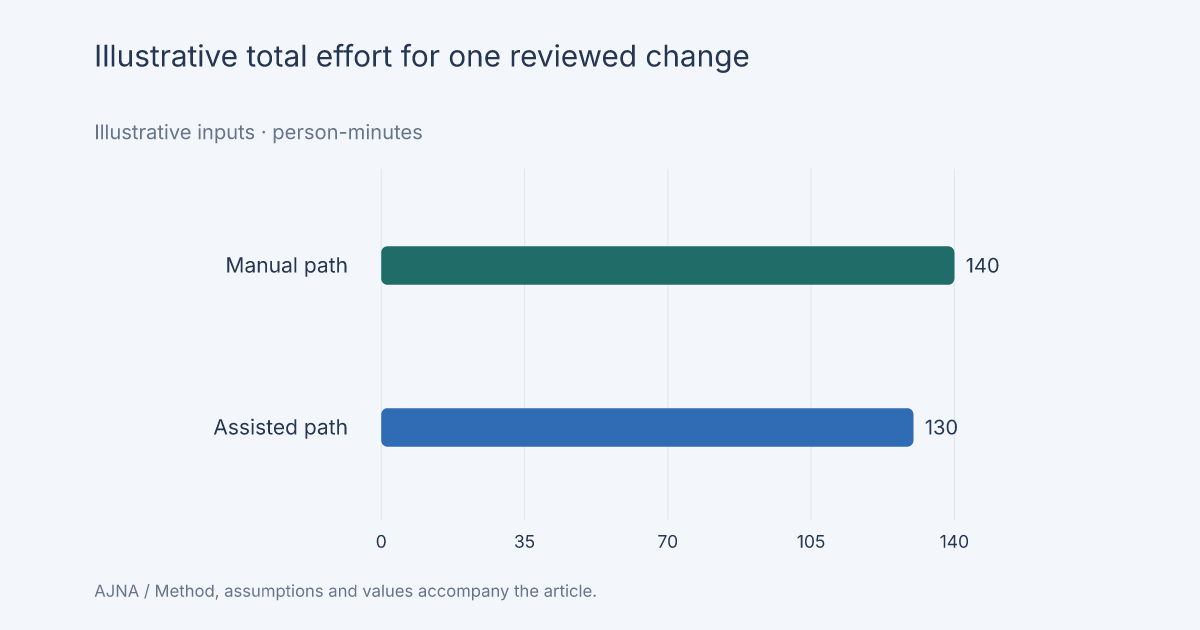 Illustrative total effort for one reviewed change
Illustrative inputs · person-minutes
Manual path 140
Assisted path 130
0 35 70 105 140
AJNA / Method, assumptions and values accompany the article.